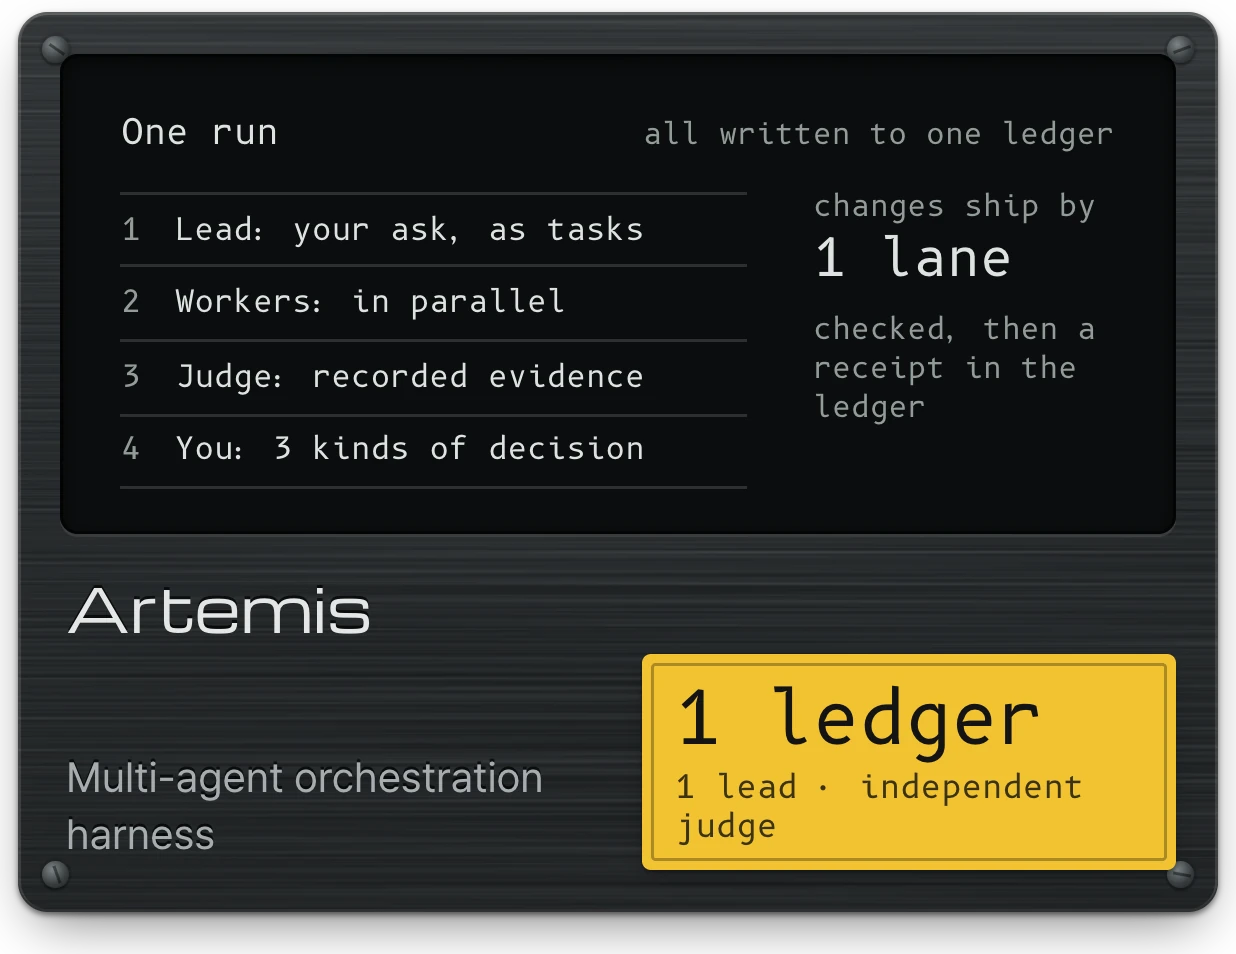 One run
all written to one ledger
1 Lead: your ask, as tasks
2 Workers: in parallel
3 Judge: recorded evidence
4 You: 3 kinds of decision
changes ship by
1 lane
checked, then a
receipt in the
ledger
Artemis
Multi-agent orchestration
harness
1 ledger
1 lead · independent
judge